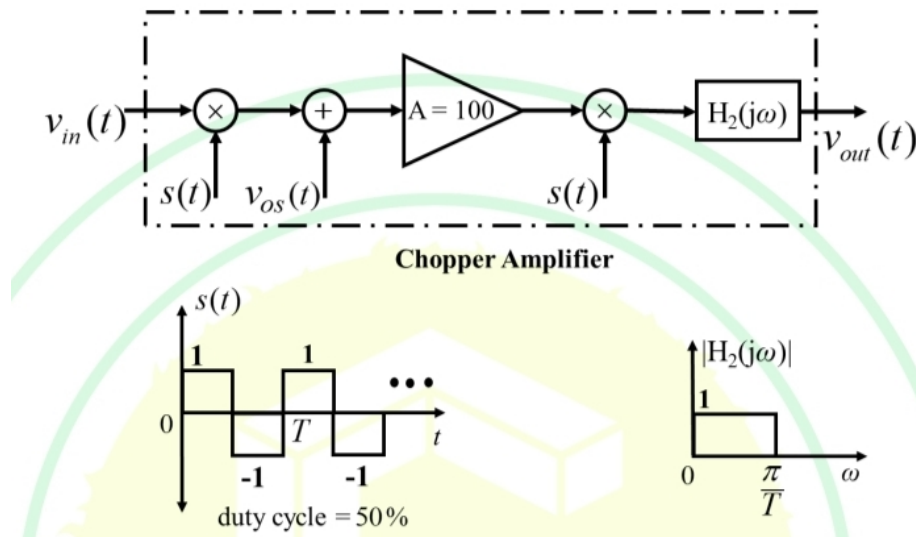 v_in(t) × + A = 100 × H₂(jω) v_out(t)
s(t) v_os(t) s(t)
Chopper Amplifier
s(t) |H₂(jω)|
1 1 1
0 T t 0 π/T ω
-1 -1
duty cycle = 50%